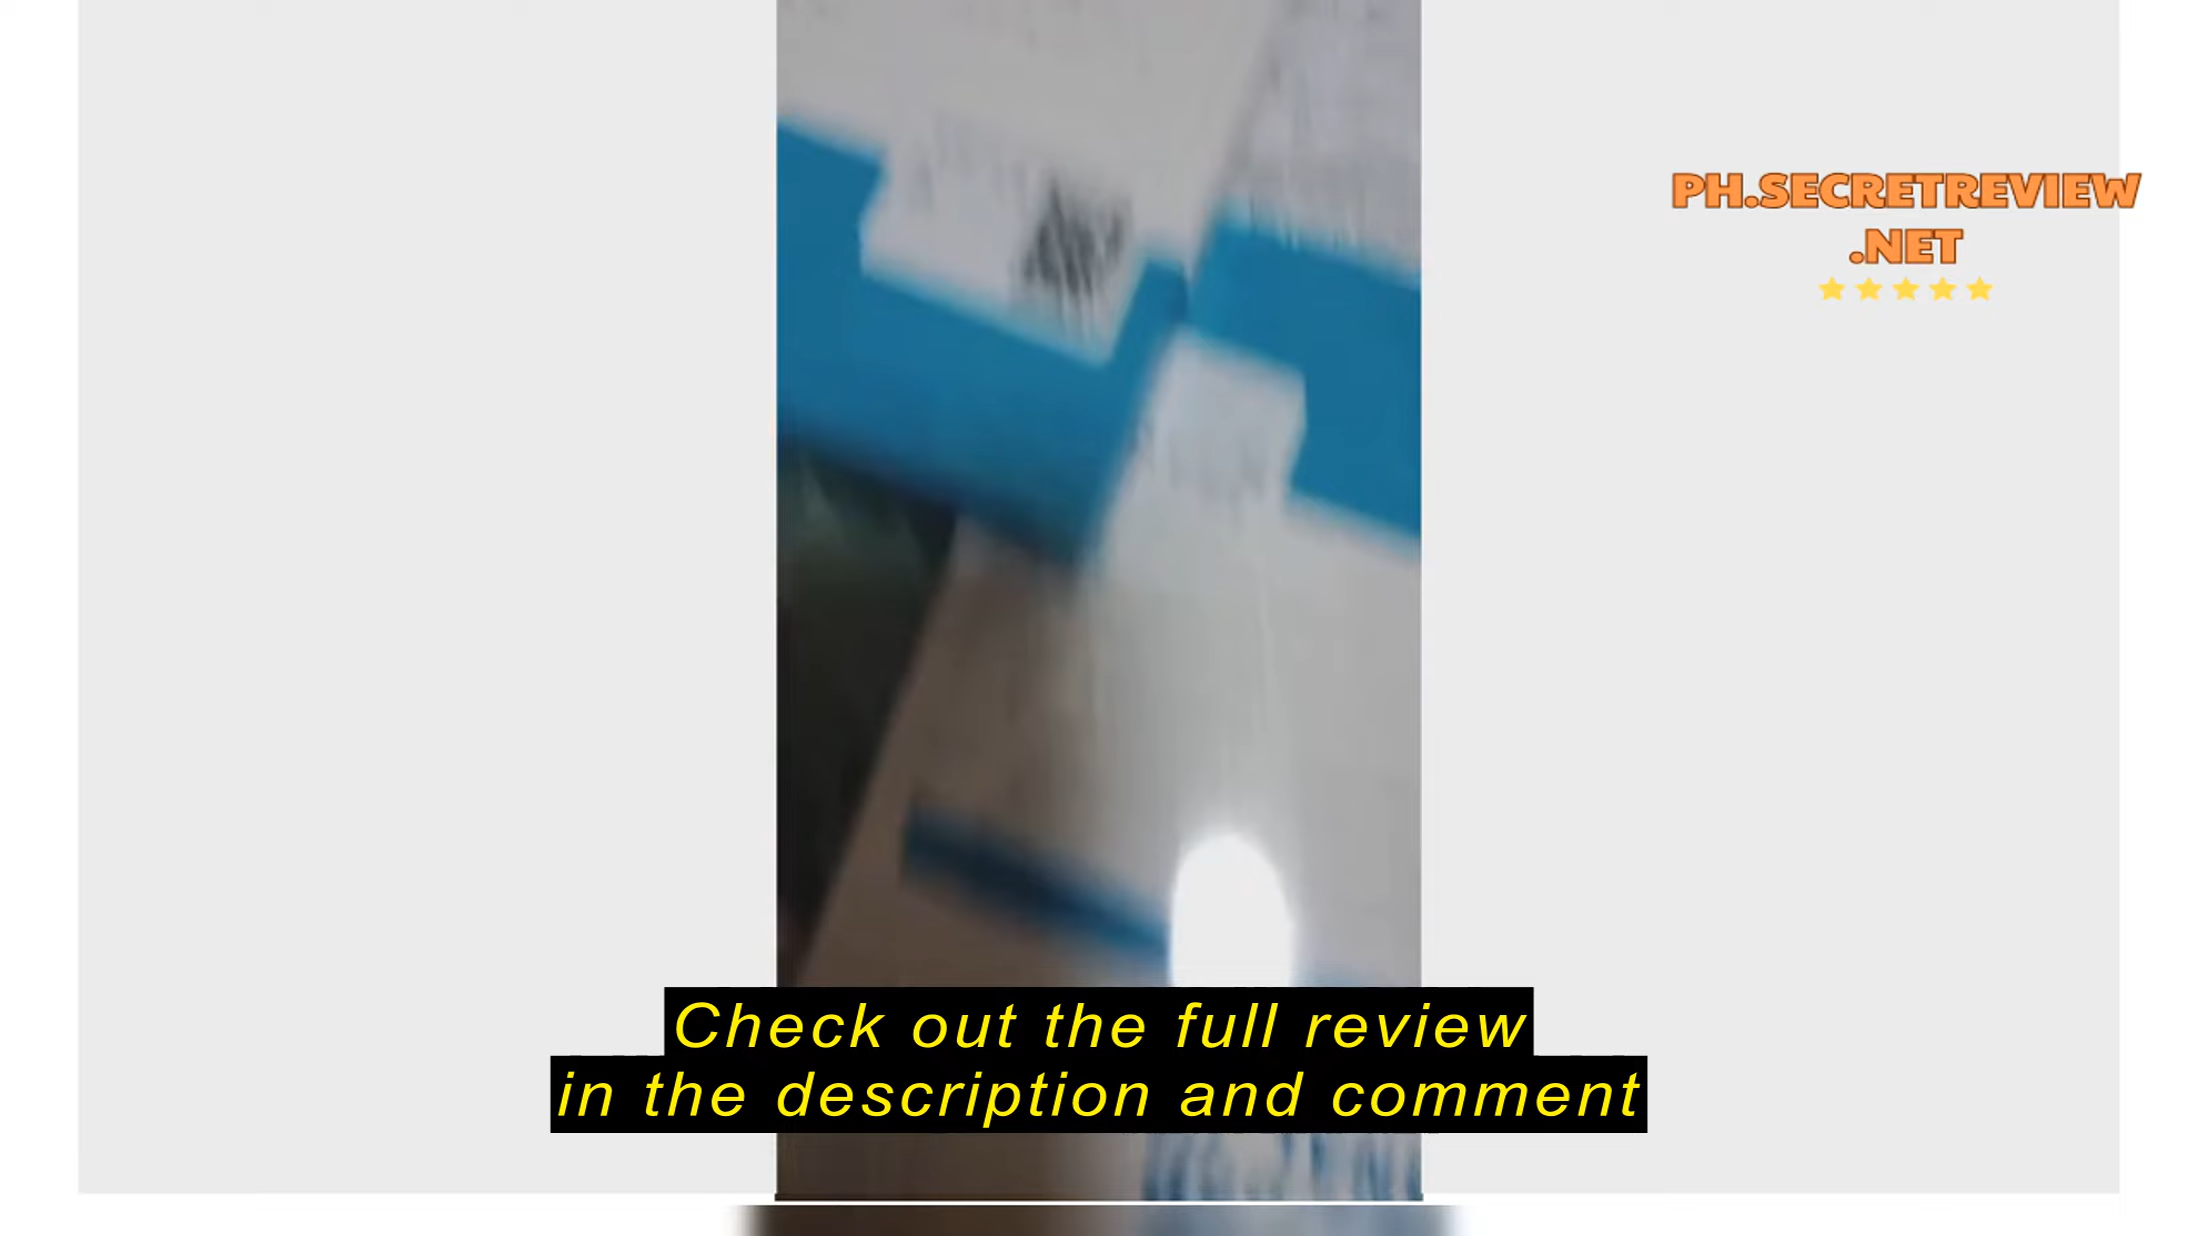 PH.SECRETREVIEW
.NET
Check out the full review
in the description and comment